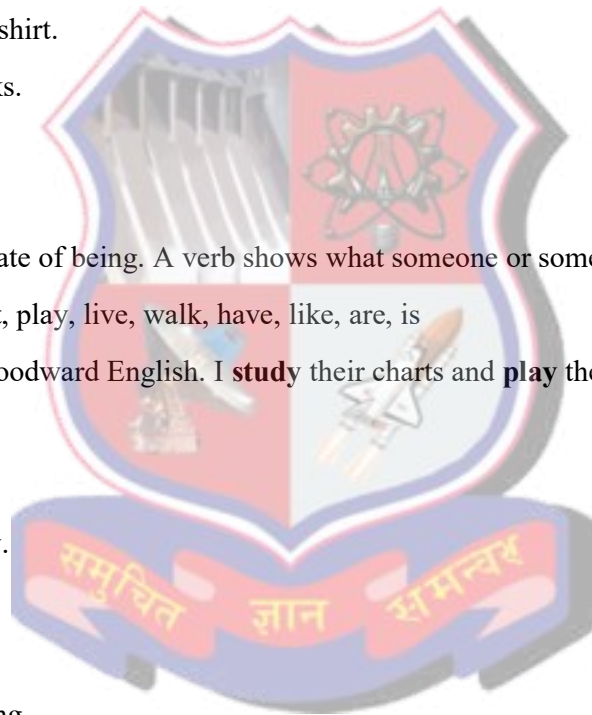 shirt.
ks.
ate of being. A verb shows what someone or some
t, play, live, walk, have, like, are, is
oodward English. I study their charts and play the
.
समुचित ज्ञान समन्वय
ng